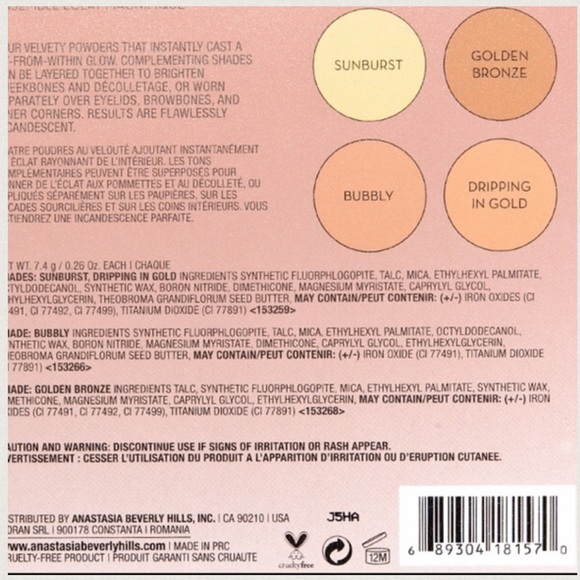 UR VELVETY POWDERS THAT INSTANTLY CAST A
-FROM-WITHIN GLOW. COMPLEMENTING SHADES
N BE LAYERED TOGETHER TO BRIGHTEN
EEKBONES AND DÉCOLLETAGE, OR WORN
PARATELY OVER EYELIDS, BROWBONES, AND
NER CORNERS. RESULTS ARE FLAWLESSLY
CANDESCENT.
ATRE POUDRES AU VELOUTÉ AJOUTANT INSTANTANÉMENT
ÉCLAT RAYONNANT DE L'INTÉRIEUR. LES TONS
MPLÉMENTAIRES PEUVENT ÊTRE SUPERPOSÉS POUR
NNER DE L'ÉCLAT AUX POMMETTES ET AU DÉCOLLETÉ, OU
PLIQUÉS SÉPARÉMENT SUR LES PAUPIÈRES, SUR LES
CADES SOURCILIÈRES ET SUR LES COINS INTÉRIEURS. VOUS
TIENDREZ UNE INCANDESCENCE PARFAITE.
SUNBURST
GOLDEN
BRONZE
BUBBLY
DRIPPING
IN GOLD
T WT. 7.4 g / 0.26 Oz. EACH | CHAQUE
ADES: SUNBURST, DRIPPING IN GOLD INGREDIENTS SYNTHETIC FLUORPHLOGOPITE, TALC, MICA, ETHYLHEXYL PALMITATE,
CTYLDODECANOL, SYNTHETIC WAX, BORON NITRIDE, DIMETHICONE, MAGNESIUM MYRISTATE, CAPRYLYL GLYCOL,
HYLHEXYLGLYCERIN, THEOBROMA GRANDIFLORUM SEED BUTTER, MAY CONTAIN/PEUT CONTENIR: (+/-) IRON OXIDES (CI
491, CI 77492, CI 77499), TITANIUM DIOXIDE (CI 77891) <153259>
ADE: BUBBLY INGREDIENTS SYNTHETIC FLUORPHLOGOPITE, TALC, MICA, ETHYLHEXYL PALMITATE, OCTYLDODECANOL,
NTHETIC WAX, BORON NITRIDE, MAGNESIUM MYRISTATE, DIMETHICONE, CAPRYLYL GLYCOL, ETHYLHEXYLGLYCERIN,
EOBROMA GRANDIFLORUM SEED BUTTER, MAY CONTAIN/PEUT CONTENIR: (+/-) IRON OXIDE (CI 77491), TITANIUM DIOXIDE
I 77891) <153266>
ADE: GOLDEN BRONZE INGREDIENTS TALC, SYNTHETIC FLUORPHLOGOPITE, MICA, ETHYLHEXYL PALMITATE, SYNTHETIC WAX,
METHICONE, MAGNESIUM MYRISTATE, CAPRYLYL GLYCOL, ETHYLHEXYLGLYCERIN, MAY CONTAIN/PEUT CONTENIR: (+/-) IRON
IDES (CI 77491, CI 77492, CI 77499), TITANIUM DIOXIDE (CI 77891) <153268>
AUTION AND WARNING: DISCONTINUE USE IF SIGNS OF IRRITATION OR RASH APPEAR.
VERTISSEMENT : CESSER L'UTILISATION DU PRODUIT A L'APPARITION D'IRRITATION OU D'ERUPTION CUTANEE.
STRIBUTED BY ANASTASIA BEVERLY HILLS, INC. | CA 90210 | USA
ORAN SRL | 900178 CONSTANTA | ROMANIA
www.anastasiabeverlyhills.com | MADE IN PRC
RUELTY-FREE PRODUCT | PRODUIT GARANTI SANS CRUAUTE
J5HA
crueltyfree
12M
6 89304 18157 0